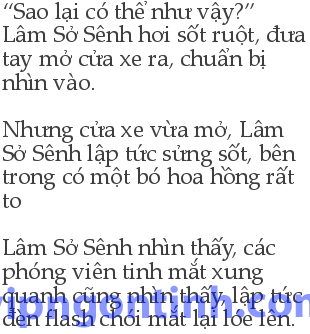 “Sao lại có thể như vậy?”
Lâm Sở Sênh hơi sốt ruột, đưa
tay mở cửa xe ra, chuẩn bị
nhìn vào.
Nhưng cửa xe vừa mở, Lâm
Sở Sênh lập tức sửng sốt, bên
trong có một bó hoa hồng rất
to
Lâm Sở Sênh nhìn thấy, các
phóng viên tinh mắt xung
quanh cũng nhìn thấy, lập tức
đèn flash chói mắt lại lóe lên.
vipngontinh.com